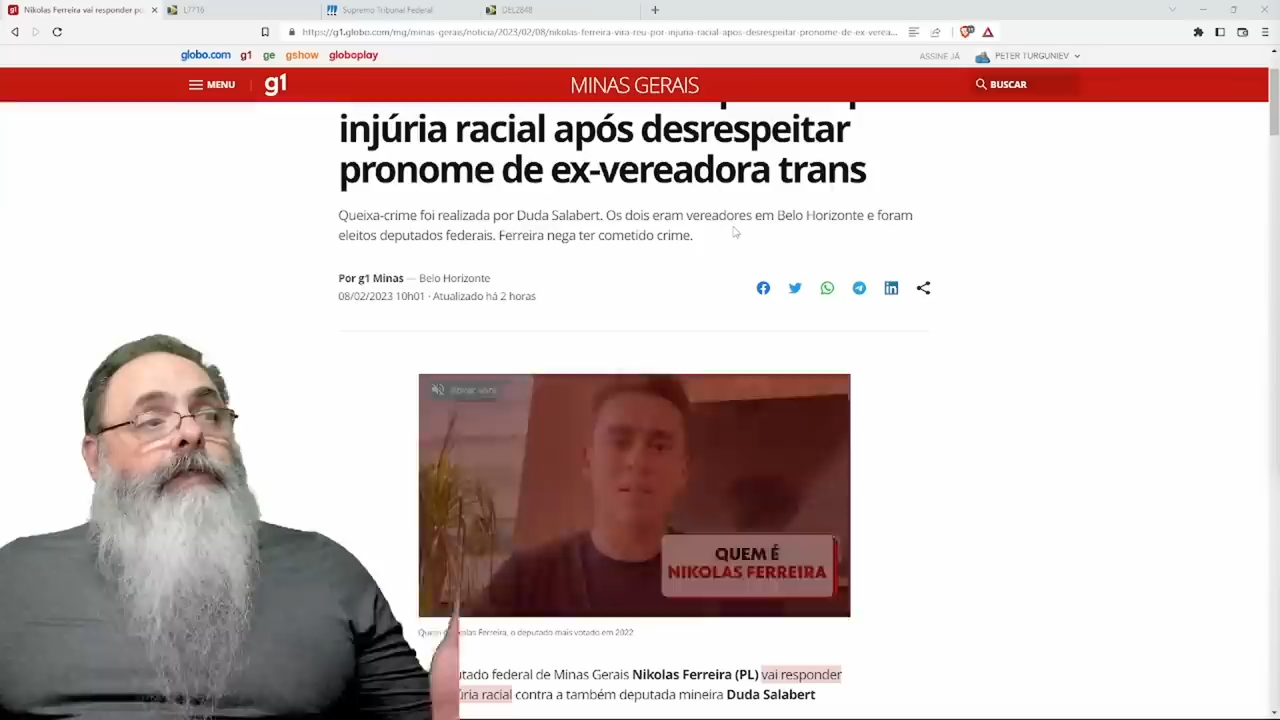 Nikolas Ferreira vai responder po
L7716
Supremo Tribunal Federal
DEL2848
https://g1.globo.com/mg/minas-gerais/noticia/2023/02/08/nikolas-ferreira-vira-reu-por-injuria-racial-apos-desrespeitar-pronome-de-ex-verea...
globo.com g1 ge gshow globoplay
ASSINE JÁ
PETER TURGUNIEV
MENU
g1
MINAS GERAIS
BUSCAR
injúria racial após desrespeitar
pronome de ex-vereadora trans
Queixa-crime foi realizada por Duda Salabert. Os dois eram vereadores em Belo Horizonte e foram
eleitos deputados federais. Ferreira nega ter cometido crime.
Por g1 Minas — Belo Horizonte
08/02/2023 10h01 · Atualizado há 2 horas
QUEM É
NIKOLAS FERREIRA
Ferreira, o deputado mais votado em 2022
federal de Minas Gerais Nikolas Ferreira (PL) vai responder
racial contra a também deputada mineira Duda Salabert